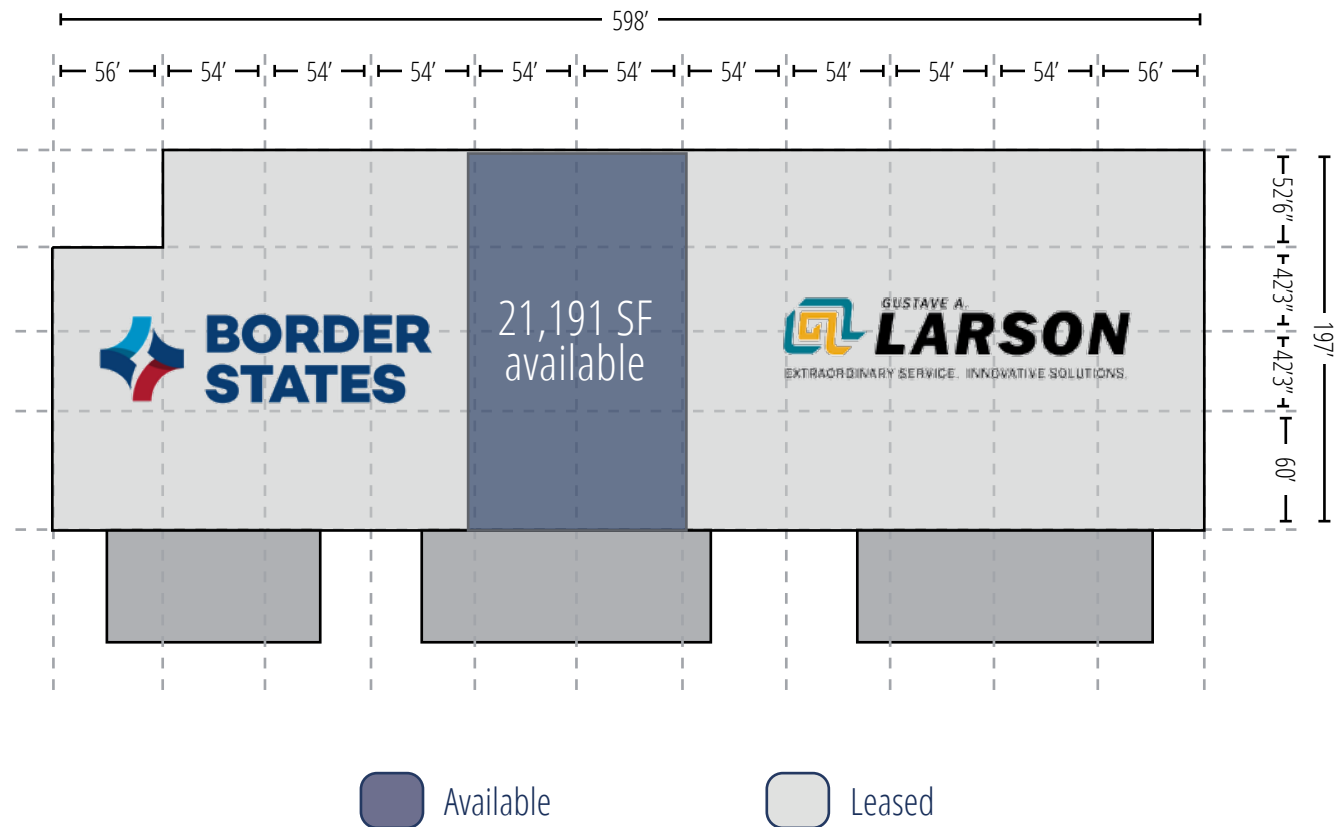 598’
56’ 54’ 54’ 54’ 54’ 54’ 54’ 54’ 54’ 54’ 56’
52’6”
42’3”
42’3”
60’
197’
BORDER
STATES
21,191 SF
available
GUSTAVE A.
LARSON
EXTRAORDINARY SERVICE. INNOVATIVE SOLUTIONS.
Available
Leased